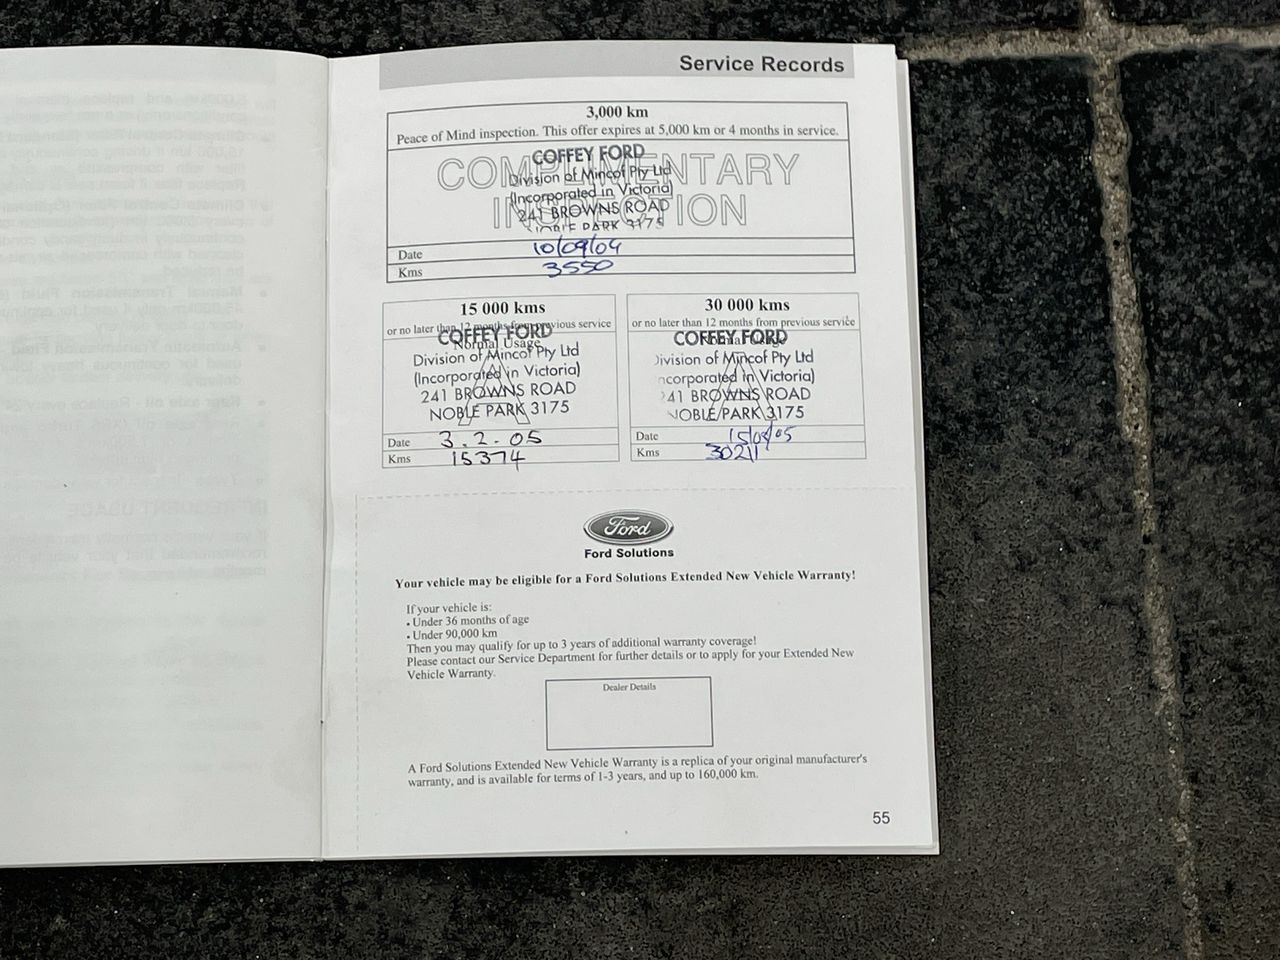 Service Records
3,000 km
Peace of Mind inspection. This offer expires at 5,000 km or 4 months in service.
COMPLIMENTARY
INSPECTION
COFFEY FORD
Division of Mincof Pty Ltd
(Incorporated in Victoria)
241 BROWNS ROAD
NOBLE PARK 3175
Date 10/09/04
Kms 3550
15 000 kms
or no later than 12 months from previous service
Normal Usage
A
COFFEY FORD
Division of Mincof Pty Ltd
(Incorporated in Victoria)
241 BROWNS ROAD
NOBLE PARK 3175
Date 3.2.05
Kms 15374
30 000 kms
or no later than 12 months from previous service
Normal Usage
A
COFFEY FORD
Division of Mincof Pty Ltd
ncorporated in Victoria)
241 BROWNS ROAD
NOBLE PARK 3175
Date
Kms 30211
Ford
Ford Solutions
Your vehicle may be eligible for a Ford Solutions Extended New Vehicle Warranty!
If your vehicle is:
• Under 36 months of age
• Under 90,000 km
Then you may qualify for up to 3 years of additional warranty coverage!
Please contact our Service Department for further details or to apply for your Extended New
Vehicle Warranty.
Dealer Details
A Ford Solutions Extended New Vehicle Warranty is a replica of your original manufacturer's
warranty, and is available for terms of 1-3 years, and up to 160,000 km.
55